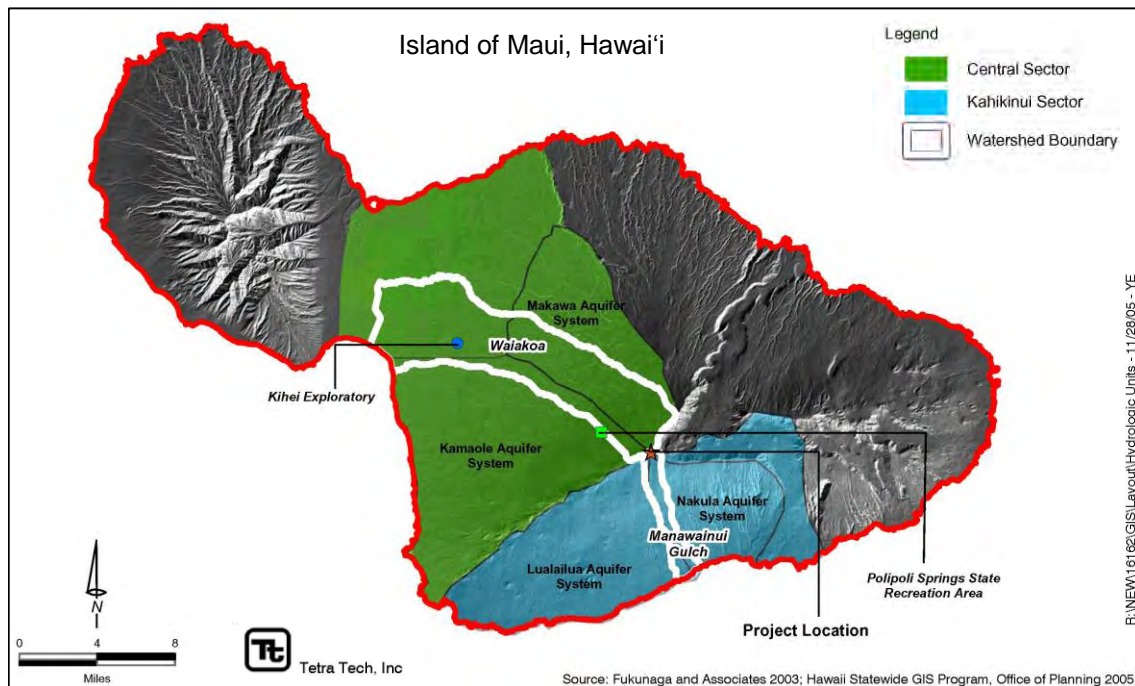 Island of Maui, Hawai‘i
Legend
Central Sector
Kahikinui Sector
Watershed Boundary
Makawa Aquifer
System
Waiakoa
Kihei Exploratory
Kamaole Aquifer
System
Nakula Aquifer
System
Manawainui
Gulch
Lualailua Aquifer
System
Polipoli Springs State
Recreation Area
Project Location
N
0 4 8
Miles
Tt
Tetra Tech, Inc
Source: Fukunaga and Associates 2003; Hawaii Statewide GIS Program, Office of Planning 2005
R:\NEW\16162\GIS\Layout\Hydrologic Units - 11/28/05 - YE